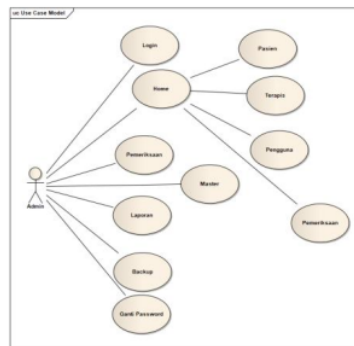 uc Use Case Model
Login
Pasien
Home
Terapis
Pengguna
Pemeriksaan
Master
Admin
Laporan
Pemeriksaan
Backup
Ganti Password